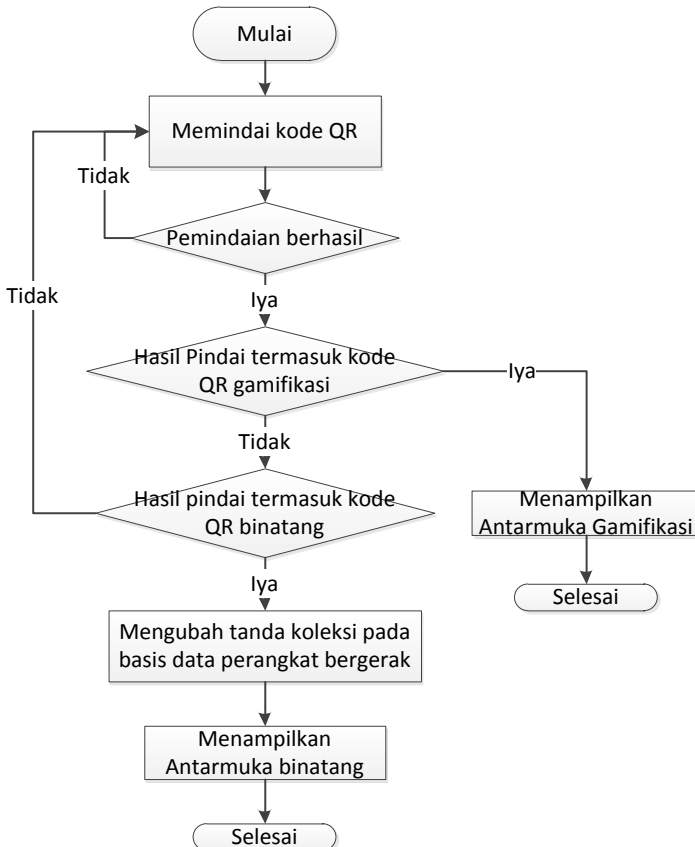 Mulai
Memindai kode QR
Tidak
Pemindaian berhasil
Tidak
Iya
Hasil Pindai termasuk kode
QR gamifikasi
Iya
Tidak
Hasil pindai termasuk kode
QR binatang
Menampilkan
Antarmuka Gamifikasi
Iya
Selesai
Mengubah tanda koleksi pada
basis data perangkat bergerak
Menampilkan
Antarmuka binatang
Selesai